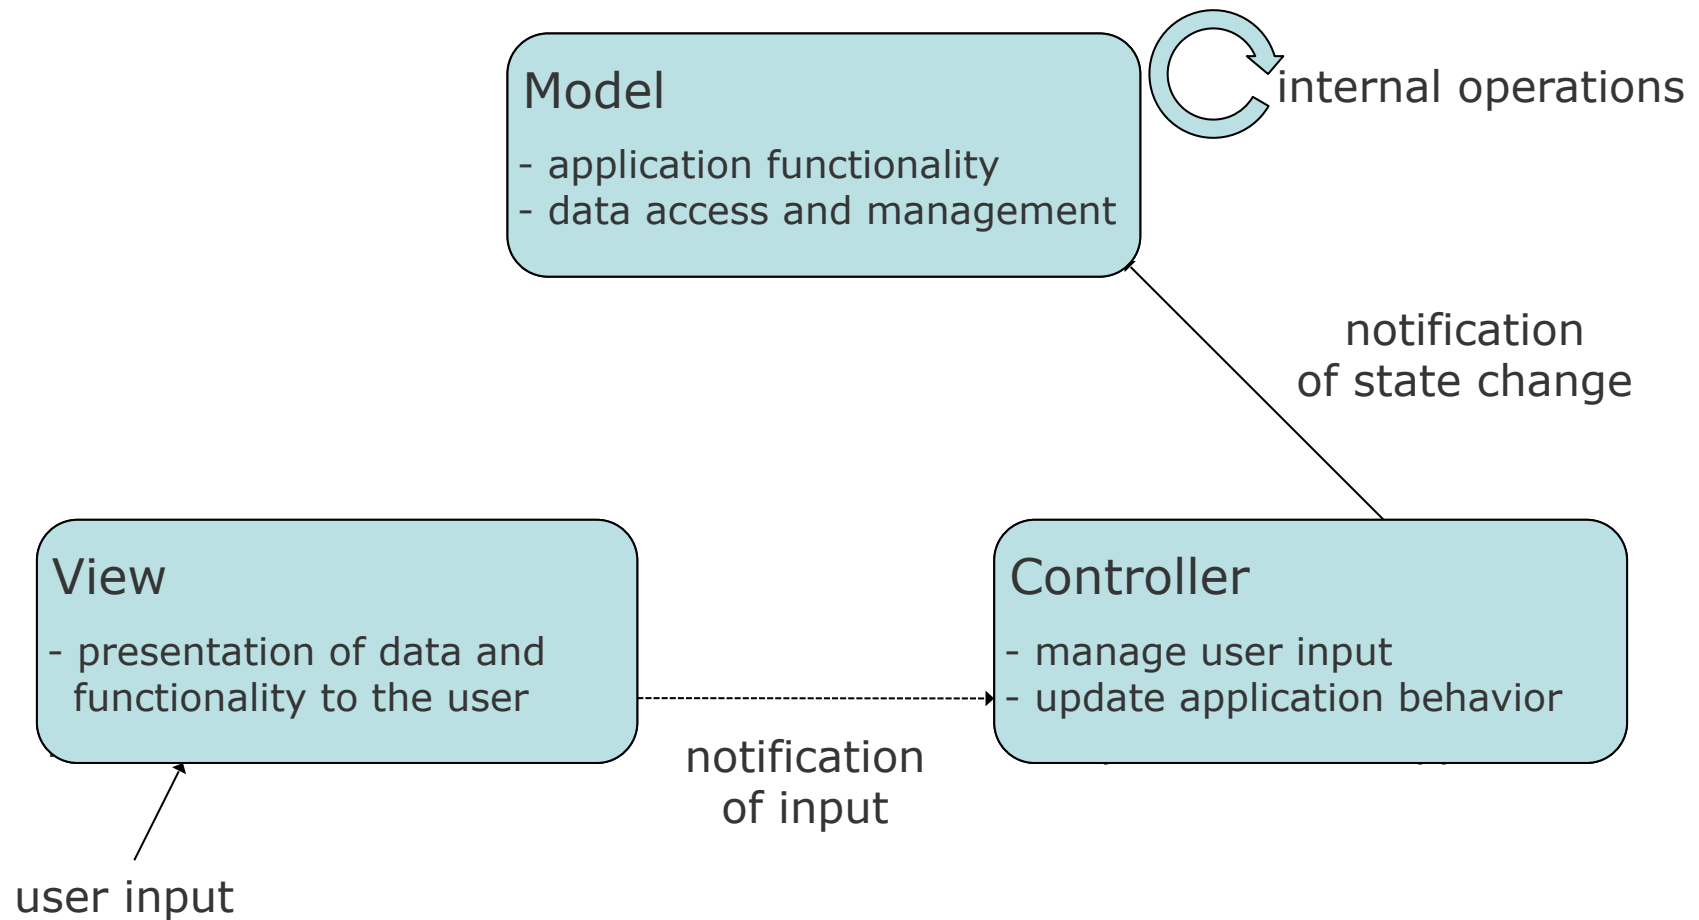 Model
- application functionality
- data access and management
internal operations
notification
of state change
View
- presentation of data and
functionality to the user
Controller
- manage user input
- update application behavior
notification
of input
user input